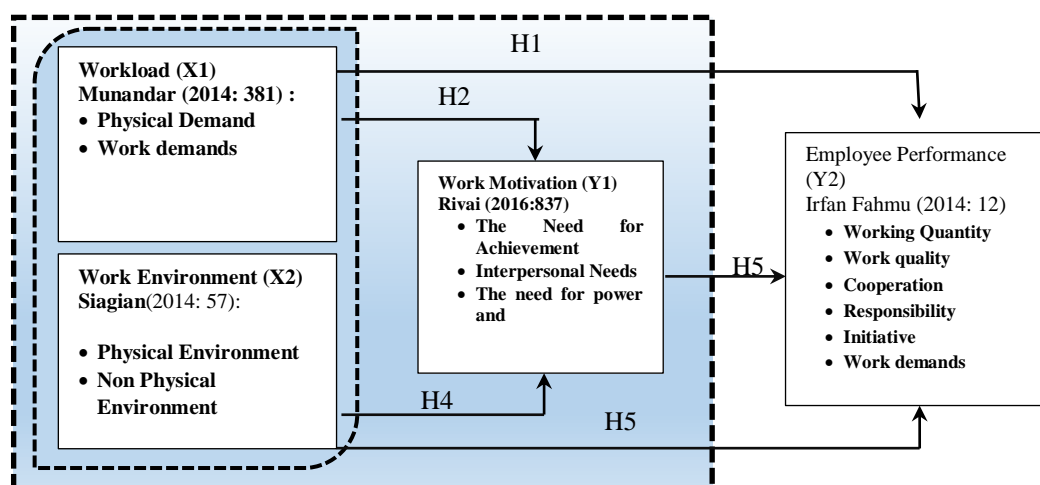 H1
Workload (X1)
Munandar (2014: 381) :
• Physical Demand
• Work demands
H2
Work Motivation (Y1)
Rivai (2016:837)
• The Need for
Achievement
• Interpersonal Needs
• The need for power
and
Employee Performance
(Y2)
Irfan Fahmu (2014: 12)
• Working Quantity
• Work quality
• Cooperation
• Responsibility
• Initiative
• Work demands
H5
Work Environment (X2)
Siagian(2014: 57):
• Physical Environment
• Non Physical
Environment
H4
H5